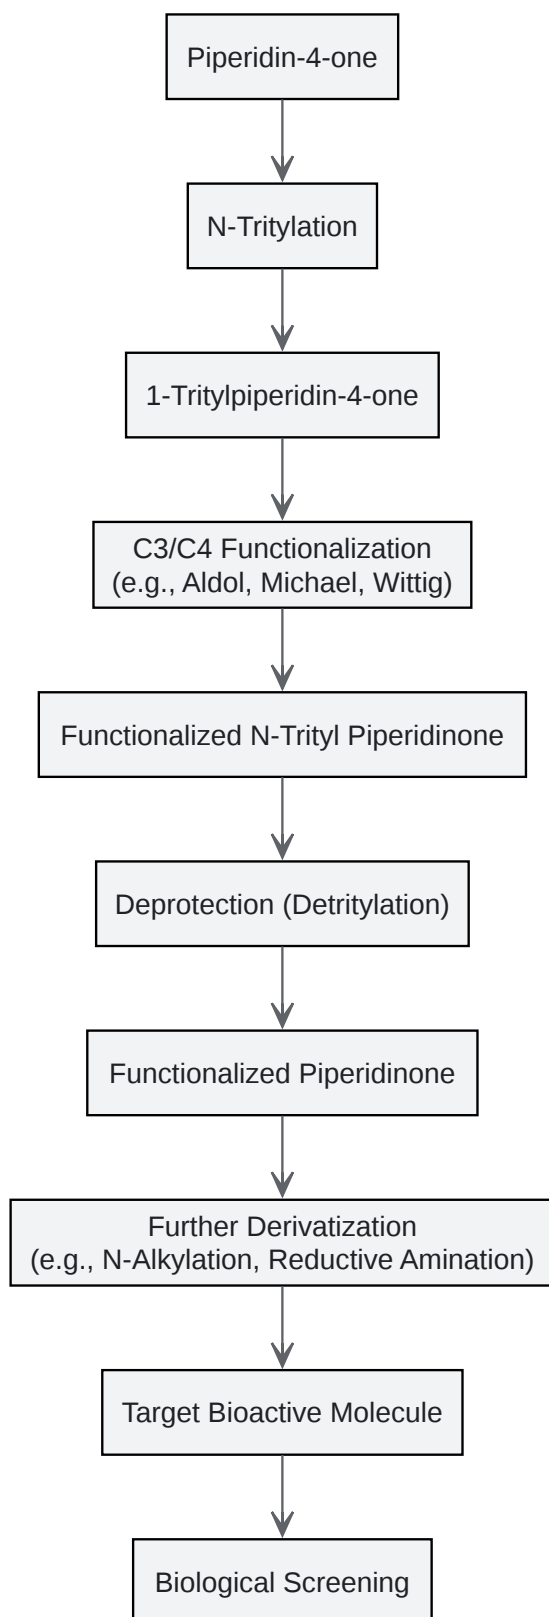 Piperidin-4-one
N-Tritylation
1-Tritylpiperidin-4-one
C3/C4 Functionalization
(e.g., Aldol, Michael, Wittig)
Functionalized N-Trityl Piperidinone
Deprotection (Detritylation)
Functionalized Piperidinone
Further Derivatization
(e.g., N-Alkylation, Reductive Amination)
Target Bioactive Molecule
Biological Screening